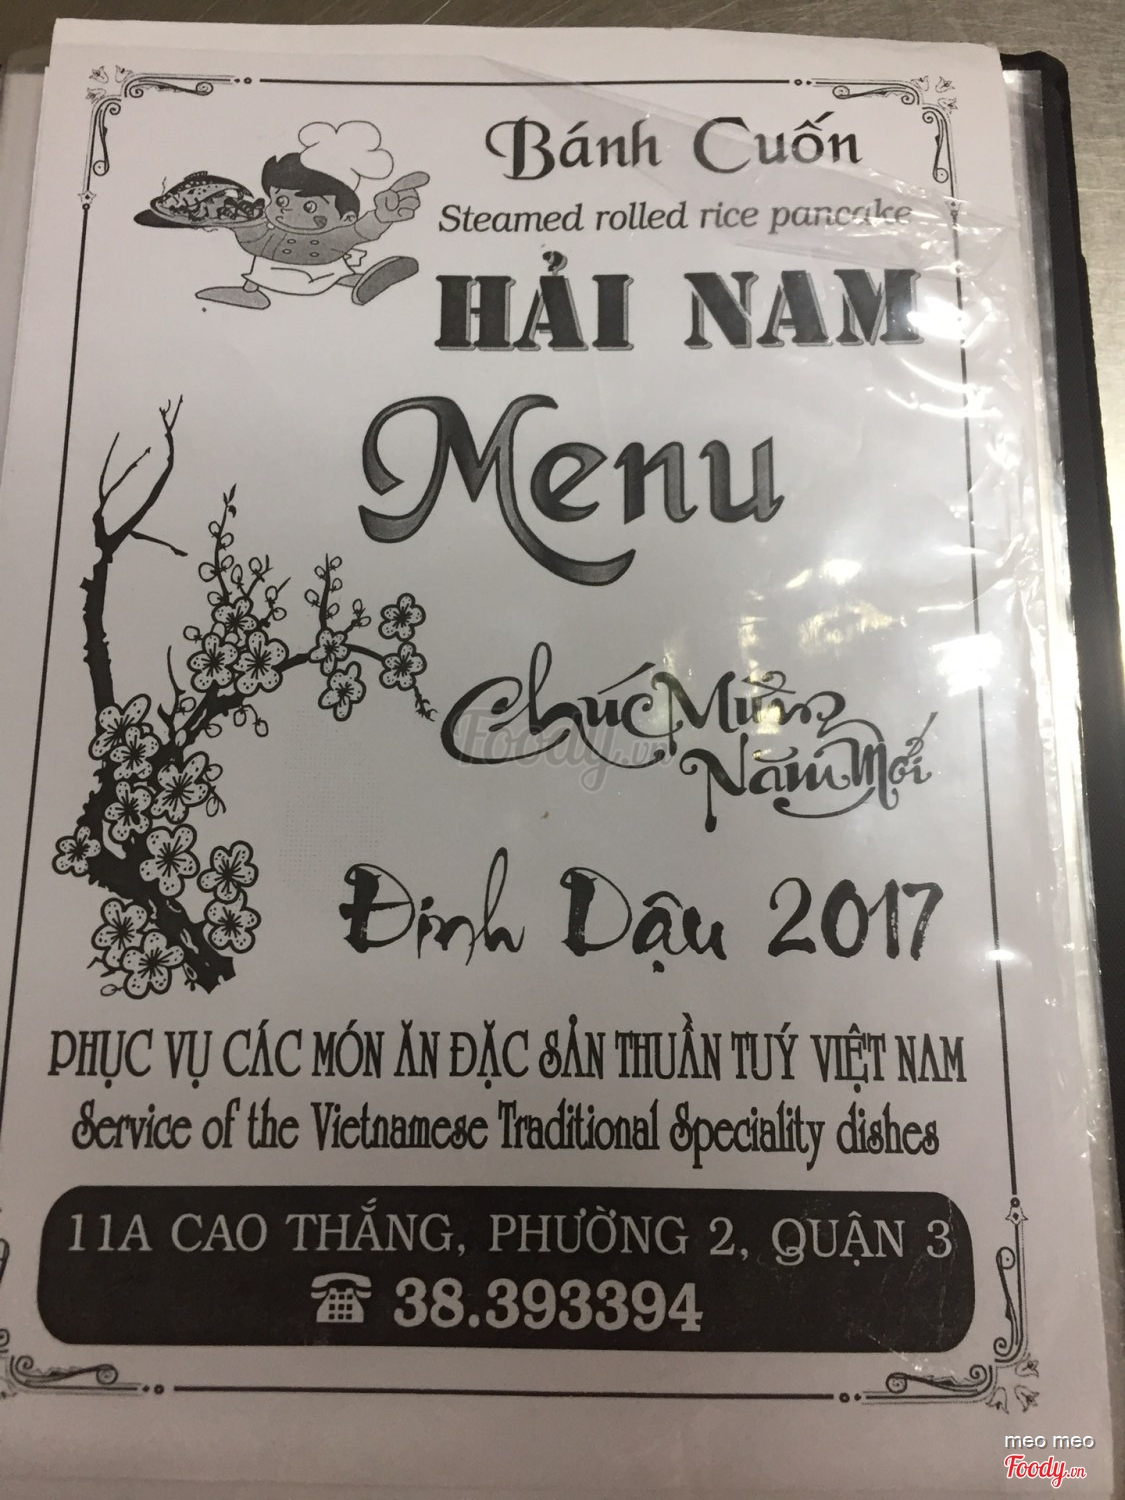 Bánh Cuốn
Steamed rolled rice pancake
HẢI NAM
Menu
Chúc Mừng
Năm Mới
Foody.vn
Đinh Dậu 2017
PHỤC VỤ CÁC MÓN ĂN ĐẶC SẢN THUẦN TUÝ VIỆT NAM
Service of the Vietnamese Traditional Speciality dishes
11A CAO THẮNG, PHƯỜNG 2, QUẬN 3
☎ 38.393394
meo meo
Foody.vn